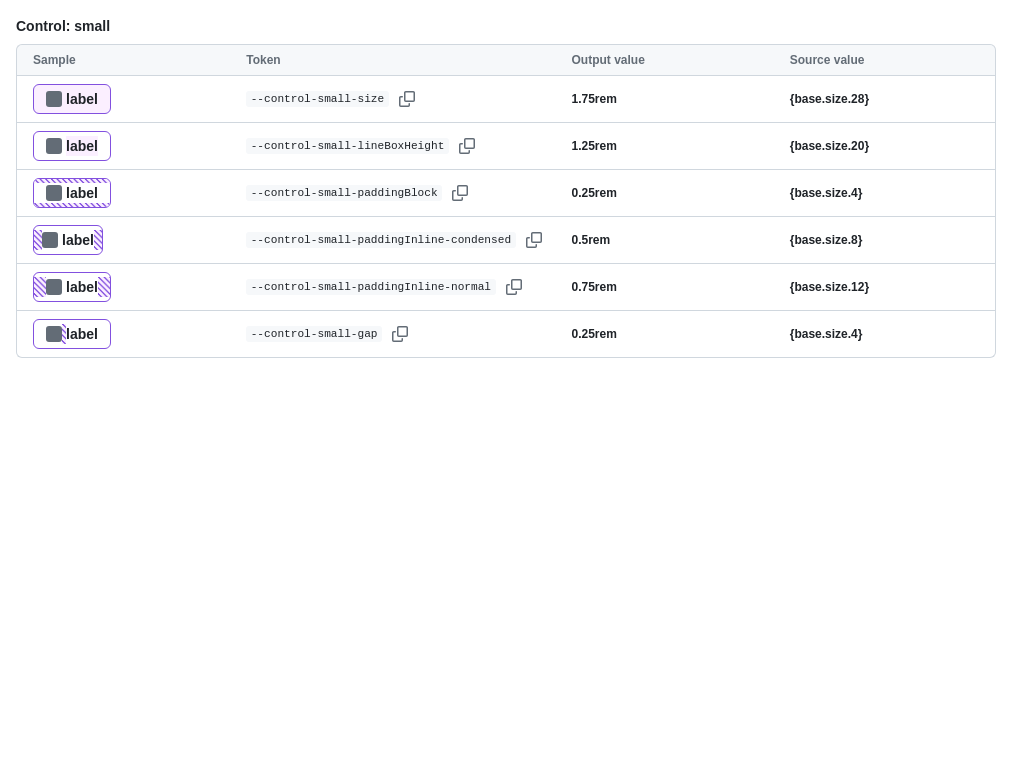 Control: small
Sample Token Output value Source value
label --control-small-size 1.75rem {base.size.28}
label --control-small-lineBoxHeight 1.25rem {base.size.20}
label --control-small-paddingBlock 0.25rem {base.size.4}
label --control-small-paddingInline-condensed 0.5rem {base.size.8}
label --control-small-paddingInline-normal 0.75rem {base.size.12}
label --control-small-gap 0.25rem {base.size.4}